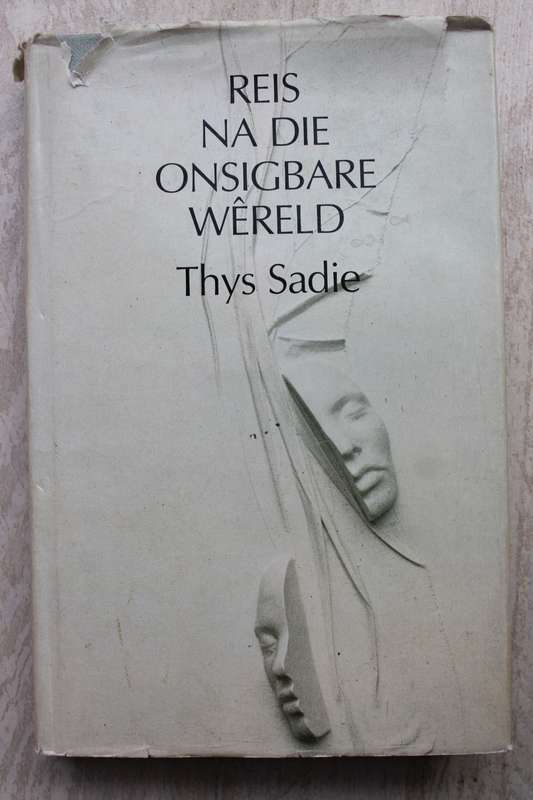 REIS
NA DIE
ONSIGBARE
WÊRELD
Thys Sadie